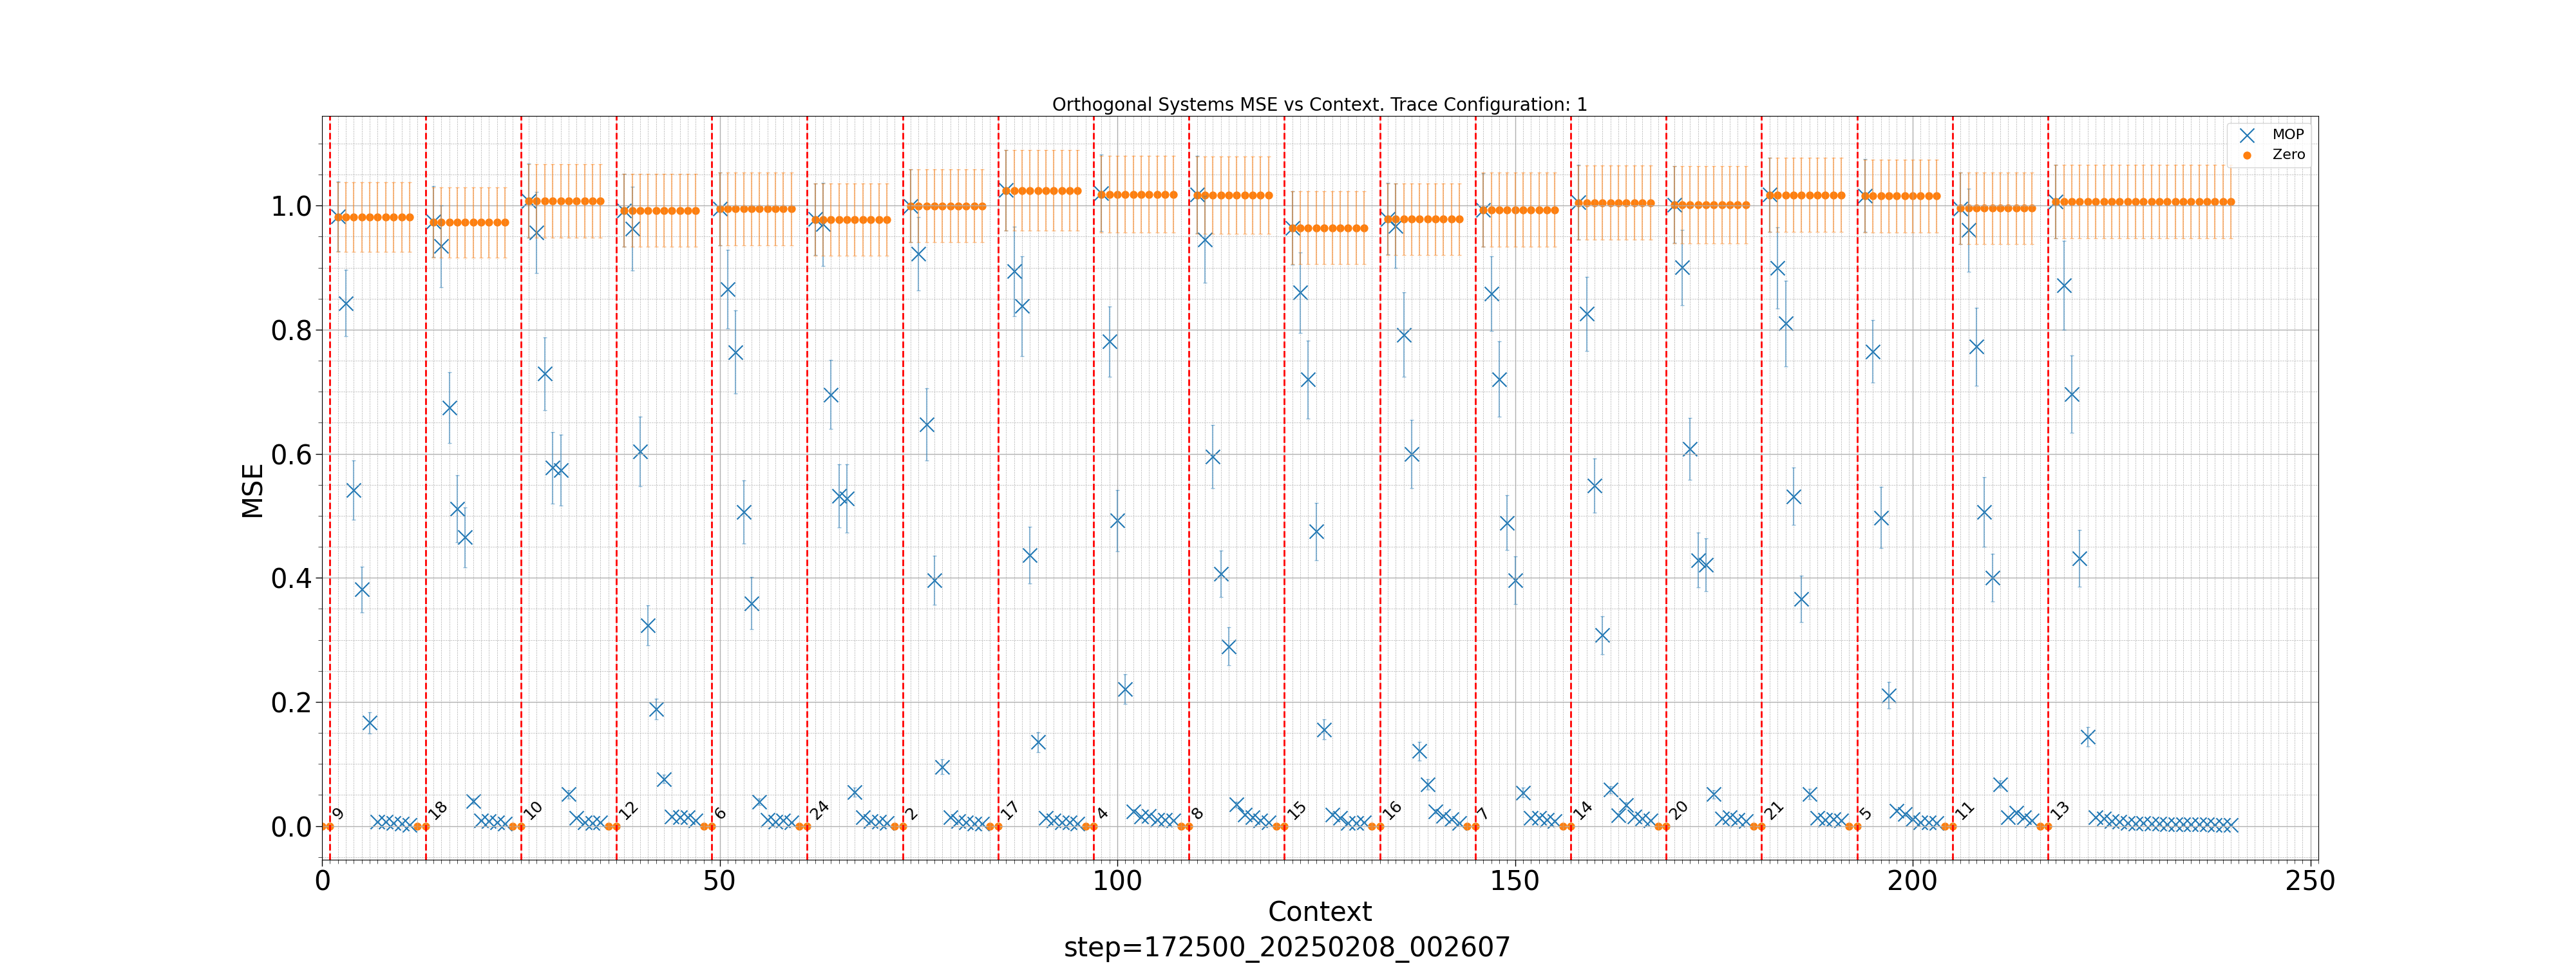 Orthogonal Systems MSE vs Context. Trace Configuration: 1
MOP
Zero
MSE
1.0
0.8
0.6
0.4
0.2
0.0
9 18 10 12 6 24 2 17 4 8 15 16 7 14 20 21 5 11 13
0 50 100 150 200 250
Context
step=172500_20250208_002607